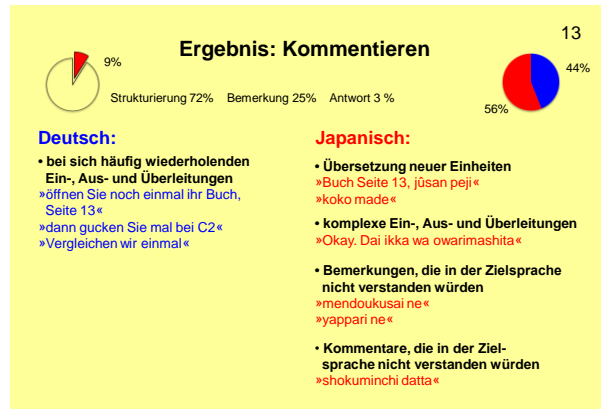 13
Ergebnis: Kommentieren
9%
44%
56%
Strukturierung 72% Bemerkung 25% Antwort 3 %
Deutsch:
• bei sich häufig wiederholenden
Ein-, Aus- und Überleitungen
»öffnen Sie noch einmal ihr Buch,
Seite 13«
»dann gucken Sie mal bei C2«
»Vergleichen wir einmal«
Japanisch:
• Übersetzung neuer Einheiten
»Buch Seite 13, jûsan peji«
»koko made«
• komplexe Ein-, Aus- und Überleitungen
»Okay. Dai ikka wa owarimashita«
• Bemerkungen, die in der Zielsprache
nicht verstanden würden
»mendoukusai ne«
»yappari ne«
• Kommentare, die in der Ziel-
sprache nicht verstanden würden
»shokuminchi datta«